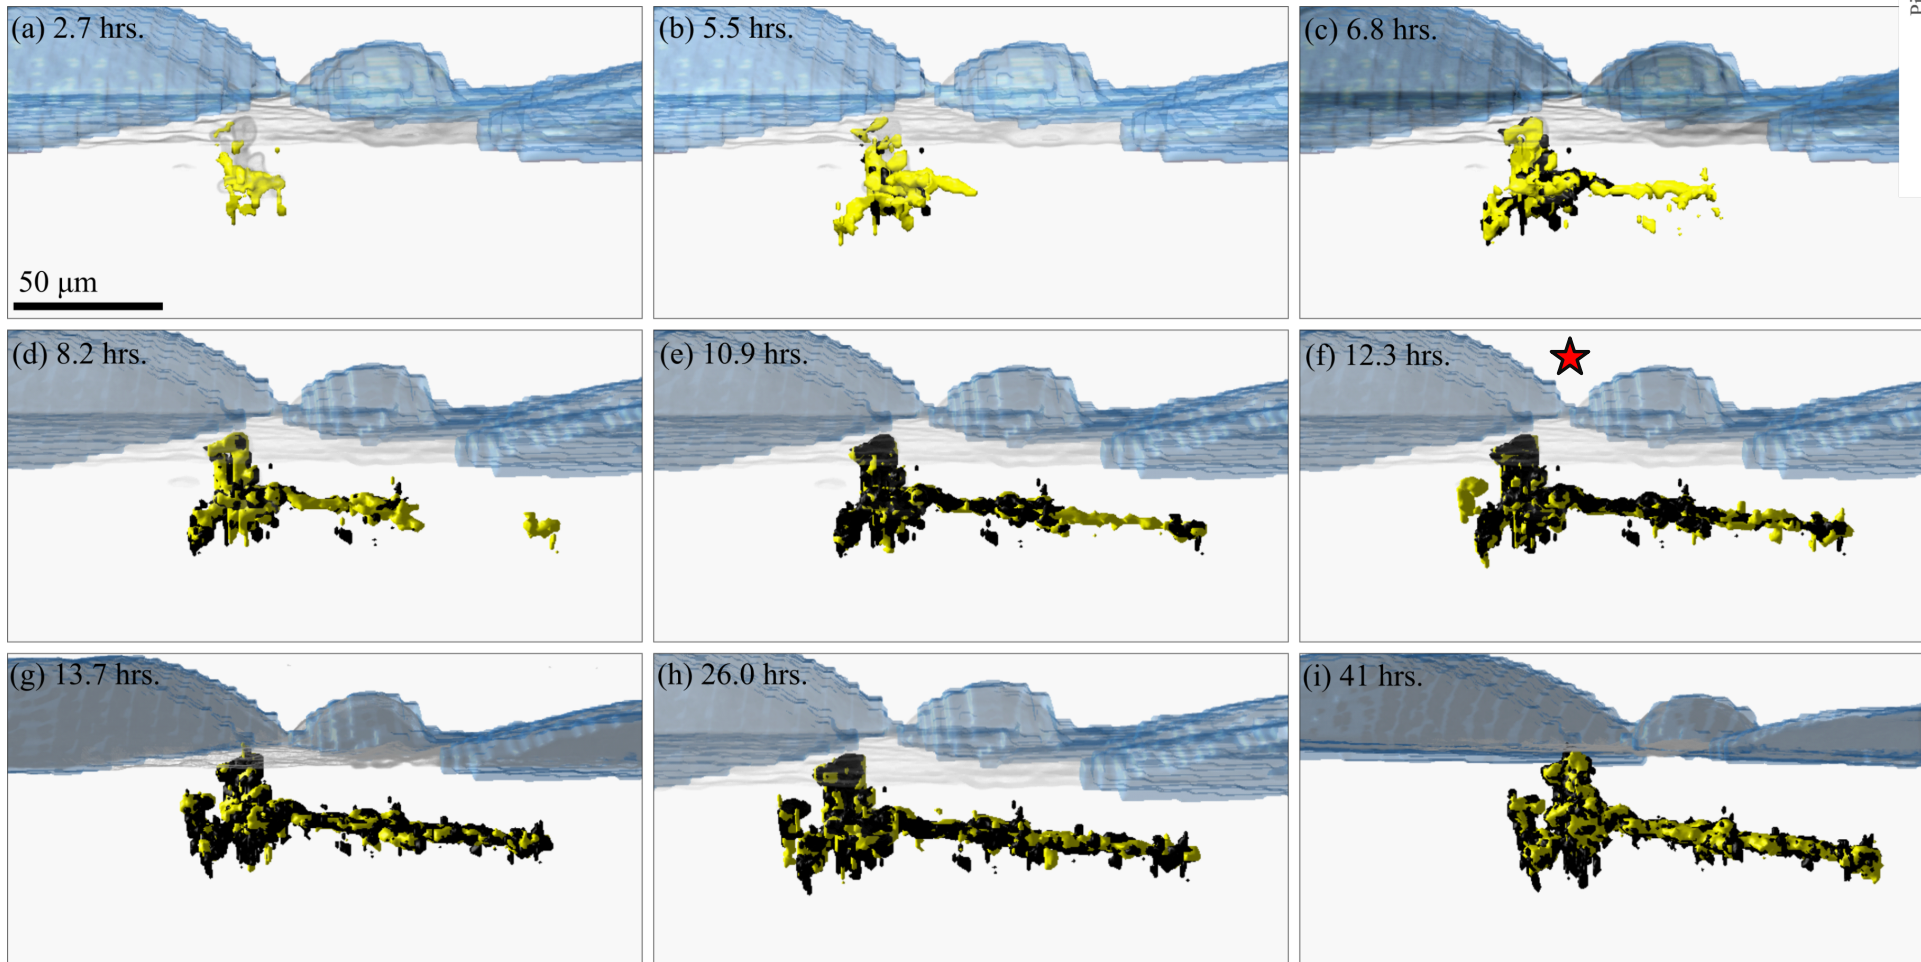 (a) 2.7 hrs.
(b) 5.5 hrs.
(c) 6.8 hrs.
50 μm
(d) 8.2 hrs.
(e) 10.9 hrs.
(f) 12.3 hrs.
(g) 13.7 hrs.
(h) 26.0 hrs.
(i) 41 hrs.